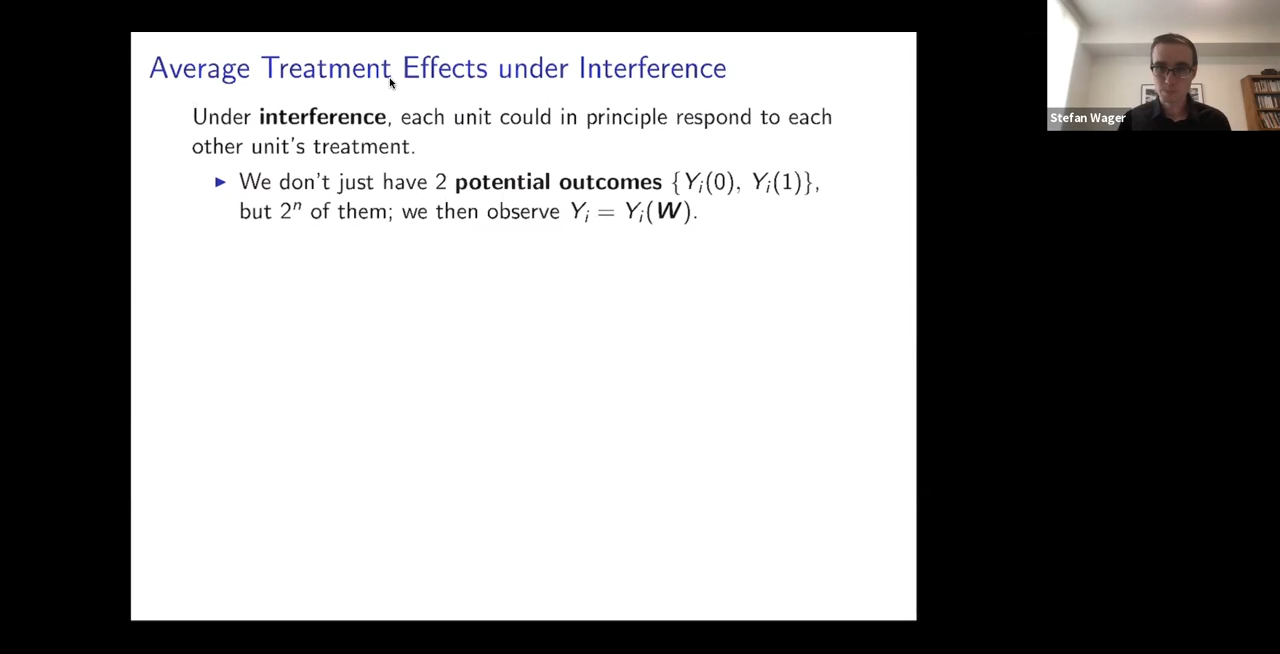 Average Treatment Effects under Interference
Under interference, each unit could in principle respond to each
other unit's treatment.
▶ We don't just have 2 potential outcomes {Yᵢ(0), Yᵢ(1)},
but 2ⁿ of them; we then observe Yᵢ = Yᵢ(W).
Stefan Wager